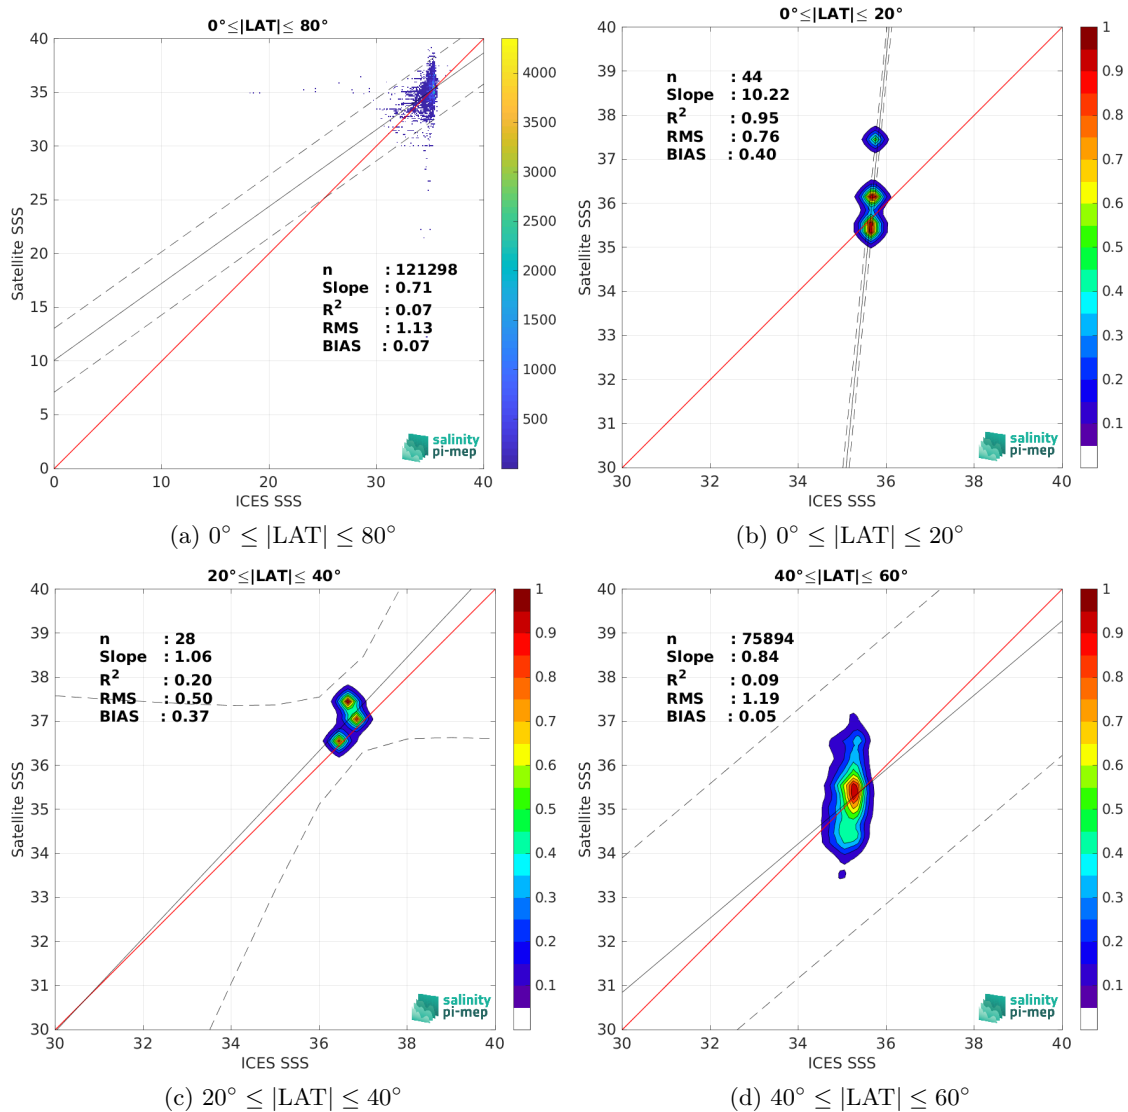 0°≤|LAT|≤ 80°
40
35
30
25
20
15
10
5
0
0
10
20
30
40
Satellite SSS
ICES SSS
n : 121298
Slope : 0.71
R² : 0.07
RMS : 1.13
BIAS : 0.07
4000
3500
3000
2500
2000
1500
1000
500
salinity
pi-mep
(a) 0° ≤ |LAT| ≤ 80°
0°≤|LAT|≤ 20°
40
39
38
37
36
35
34
33
32
31
30
30
32
34
36
38
40
Satellite SSS
ICES SSS
n : 44
Slope : 10.22
R² : 0.95
RMS : 0.76
BIAS : 0.40
1
0.9
0.8
0.7
0.6
0.5
0.4
0.3
0.2
0.1
salinity
pi-mep
(b) 0° ≤ |LAT| ≤ 20°
20°≤|LAT|≤ 40°
40
39
38
37
36
35
34
33
32
31
30
30
32
34
36
38
40
Satellite SSS
ICES SSS
n : 28
Slope : 1.06
R² : 0.20
RMS : 0.50
BIAS : 0.37
1
0.9
0.8
0.7
0.6
0.5
0.4
0.3
0.2
0.1
salinity
pi-mep
(c) 20° ≤ |LAT| ≤ 40°
40°≤|LAT|≤ 60°
40
39
38
37
36
35
34
33
32
31
30
30
32
34
36
38
40
Satellite SSS
ICES SSS
n : 75894
Slope : 0.84
R² : 0.09
RMS : 1.19
BIAS : 0.05
1
0.9
0.8
0.7
0.6
0.5
0.4
0.3
0.2
0.1
salinity
pi-mep
(d) 40° ≤ |LAT| ≤ 60°